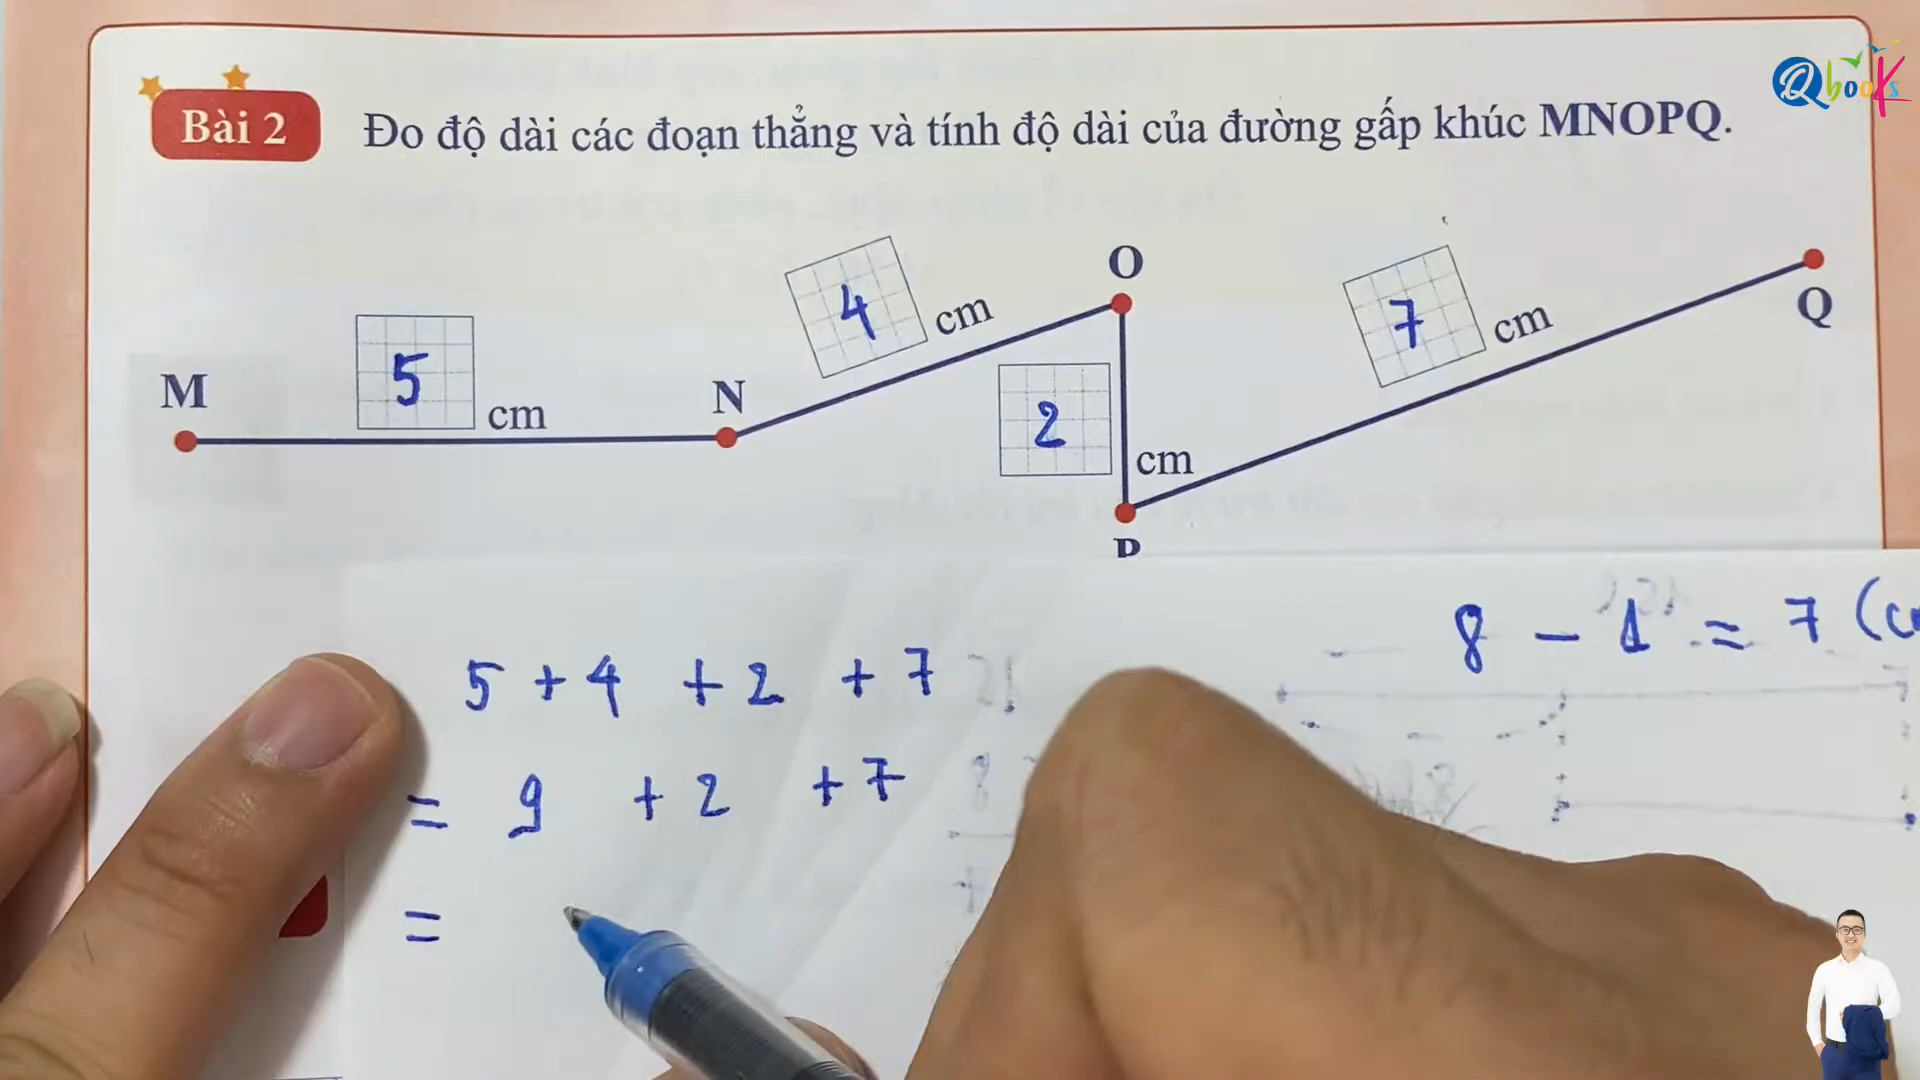 Qbooks
Bài 2
Đo độ dài các đoạn thẳng và tính độ dài của đường gấp khúc MNOPQ.
M
5 cm
N
4 cm
O
2 cm
P
7 cm
Q
8 - 1 = 7 (c
5 + 4 + 2 + 7
= 9 + 2 + 7
=